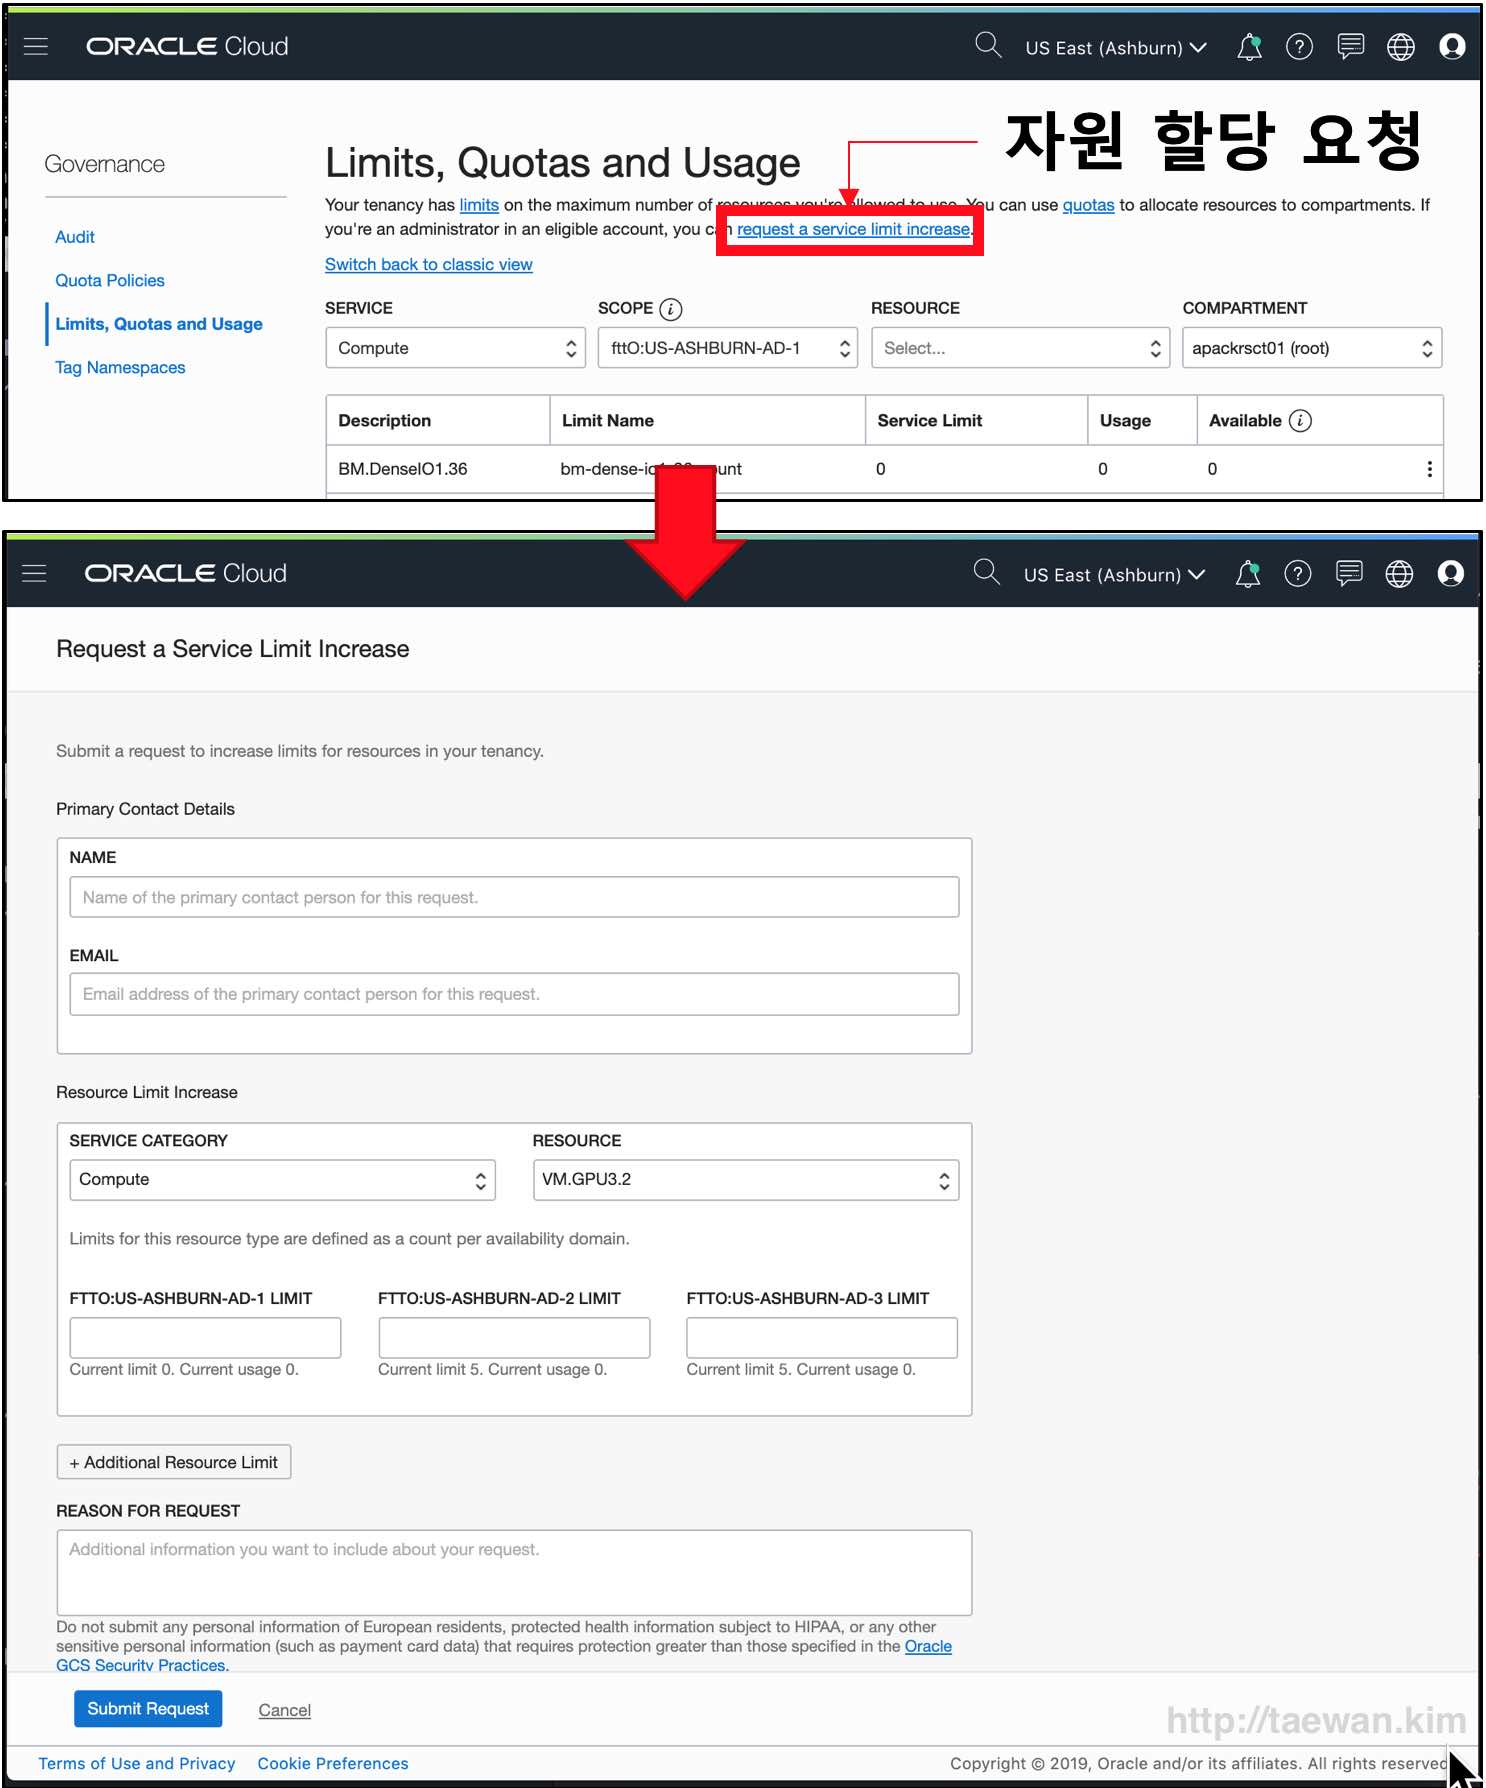 ORACLE Cloud
US East (Ashburn)
자원 할당 요청
Governance
Audit
Quota Policies
Limits, Quotas and Usage
Tag Namespaces
Limits, Quotas and Usage
Your tenancy has limits on the maximum number of resources you're allowed to use. You can use quotas to allocate resources to compartments. If
you're an administrator in an eligible account, you can request a service limit increase.
Switch back to classic view
SERVICE SCOPE RESOURCE COMPARTMENT
Compute fttO:US-ASHBURN-AD-1 Select... apackrsct01 (root)
Description Limit Name Service Limit Usage Available
BM.DenseIO1.36 0 0 0
ORACLE Cloud
US East (Ashburn)
Request a Service Limit Increase
Submit a request to increase limits for resources in your tenancy.
Primary Contact Details
NAME
Name of the primary contact person for this request.
EMAIL
Email address of the primary contact person for this request.
Resource Limit Increase
SERVICE CATEGORY RESOURCE
Compute VM.GPU3.2
Limits for this resource type are defined as a count per availability domain.
FTTO:US-ASHBURN-AD-1 LIMIT FTTO:US-ASHBURN-AD-2 LIMIT FTTO:US-ASHBURN-AD-3 LIMIT
Current limit 0. Current usage 0. Current limit 5. Current usage 0. Current limit 5. Current usage 0.
+ Additional Resource Limit
REASON FOR REQUEST
Additional information you want to include about your request.
Do not submit any personal information of European residents, protected health information subject to HIPAA, or any other
sensitive personal information (such as payment card data) that requires protection greater than those specified in the Oracle
GCS Security Practices.
Submit Request Cancel
http://taewan.kim
Terms of Use and Privacy Cookie Preferences
Copyright © 2019, Oracle and/or its affiliates. All rights reserved